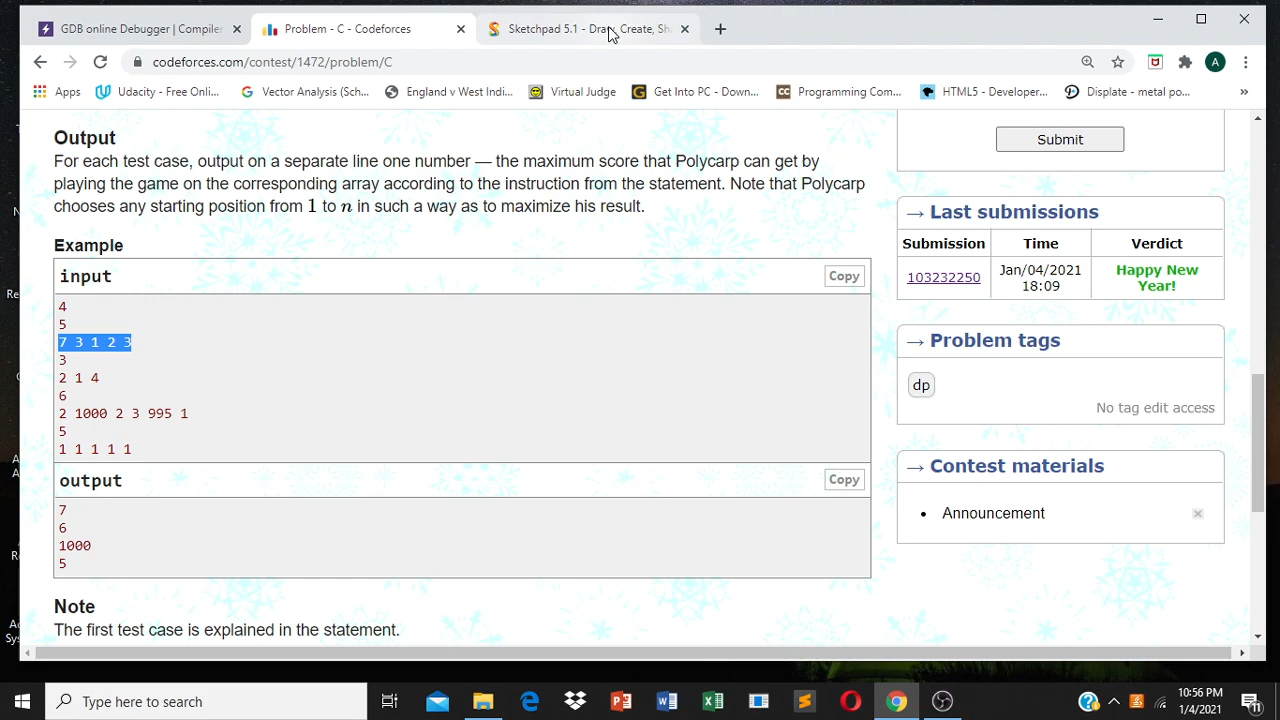 GDB online Debugger | Compiler
Problem - C - Codeforces
Sketchpad 5.1 - Draw, Create, Sha
codeforces.com/contest/1472/problem/C
A
Apps
Udacity - Free Onli...
Vector Analysis (Sch...
England v West Indi...
Virtual Judge
Get Into PC - Down...
Programming Com...
HTML5 - Developer...
Displate - metal po...
»
Output
For each test case, output on a separate line one number — the maximum score that Polycarp can get by
playing the game on the corresponding array according to the instruction from the statement. Note that Polycarp
chooses any starting position from 1 to n in such a way as to maximize his result.
Example
input
Copy
4
5
7 3 1 2 3
3
2 1 4
6
2 1000 2 3 995 1
5
1 1 1 1 1
output
Copy
7
6
1000
5
Note
The first test case is explained in the statement.
Submit
→ Last submissions
Submission Time Verdict
103232250 Jan/04/2021 18:09 Happy New Year!
→ Problem tags
dp
No tag edit access
→ Contest materials
Announcement
Type here to search
10:56 PM
1/4/2021
11